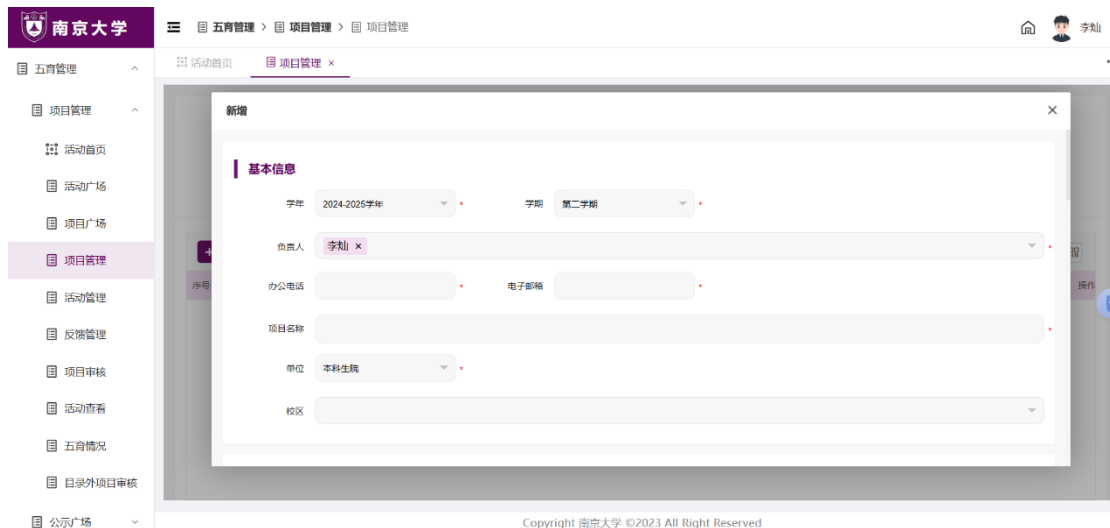 南京大学
五育管理 > 项目管理 > 项目管理
李灿
五育管理
活动首页
项目管理 ×
项目管理
活动首页
活动广场
项目广场
项目管理
活动管理
反馈管理
项目审核
活动查看
五育情况
目录外项目审核
公示广场
新增 ×
基本信息
学年 2024-2025学年 * 学期 第二学期 *
负责人 李灿 × *
办公电话 * 电子邮箱 *
项目名称 *
单位 本科生院 *
校区
序号
操作
Copyright 南京大学 ©2023 All Right Reserved